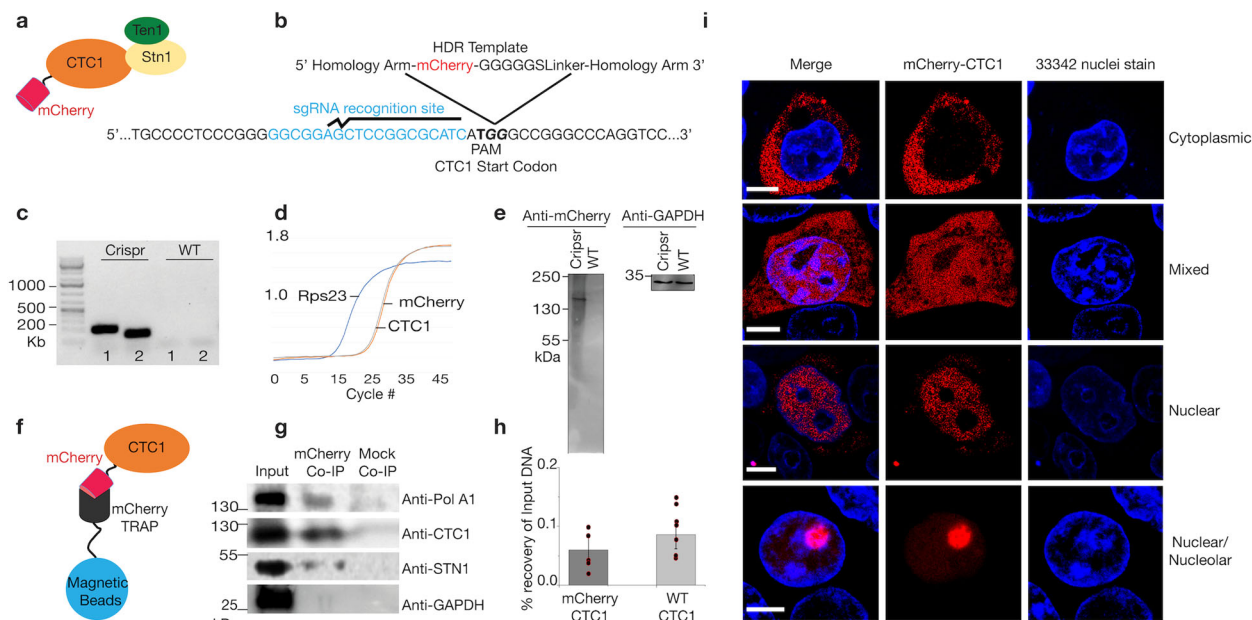 a
Ten1
CTC1
Stn1
mCherry
b
HDR Template
5' Homology Arm-mCherry-GGGGGSLinker-Homology Arm 3'
sgRNA recognition site
5'...TGCCCCTCCCGGGGGCGGAGCTCCGGCGCATCATGGGCCGGGCCCAGGTCC...3'
PAM
CTC1 Start Codon
c
Crispr
WT
1000
500
200
Kb
1
2
1
2
d
1.8
1.0
Rps23
mCherry
CTC1
0
15
25
35
45
Cycle #
e
Anti-mCherry
Anti-GAPDH
Cripsr
WT
Cripsr
WT
250
130
55
kDa
35
f
CTC1
mCherry
mCherry
TRAP
Magnetic
Beads
g
Input
mCherry
Co-IP
Mock
Co-IP
130
Anti-Pol A1
130
Anti-CTC1
55
Anti-STN1
25
Anti-GAPDH
h
% recovery of Input DNA
0.2
0.1
0.0
mCherry
CTC1
WT
CTC1
i
Merge
mCherry-CTC1
33342 nuclei stain
Cytoplasmic
Mixed
Nuclear
Nuclear/
Nucleolar